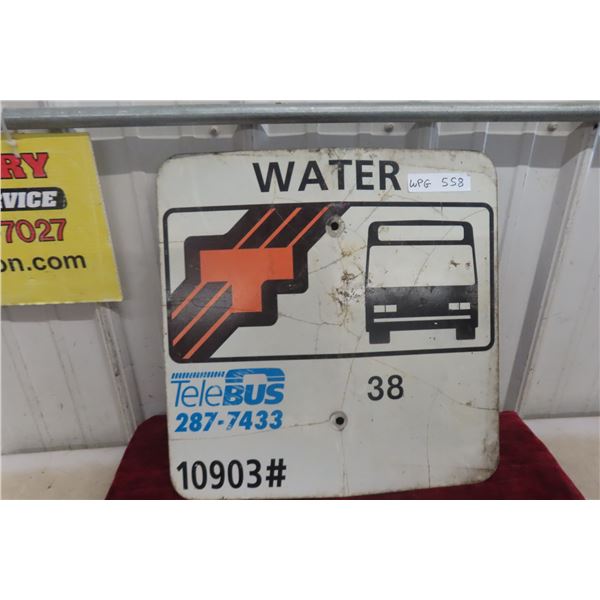 WATER
WPG 558
TeleBUS
287-7433
38
10903#
RY
VICE
7027
on.com